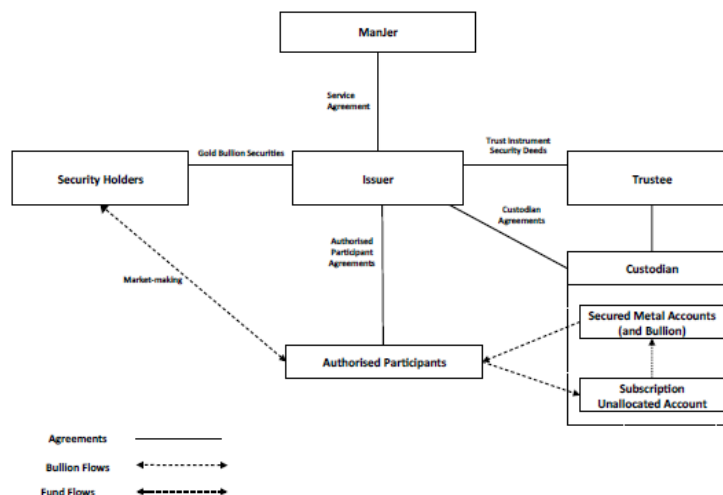 ManJer
Service
Agreement
Gold Bullion Securities
Trust Instrument
Security Deeds
Security Holders
Issuer
Trustee
Custodian
Agreements
Authorised
Participant
Agreements
Market-making
Custodian
Secured Metal Accounts
(and Bullion)
Authorised Participants
Subscription
Unallocated Account
Agreements
Bullion Flows
Fund Flows